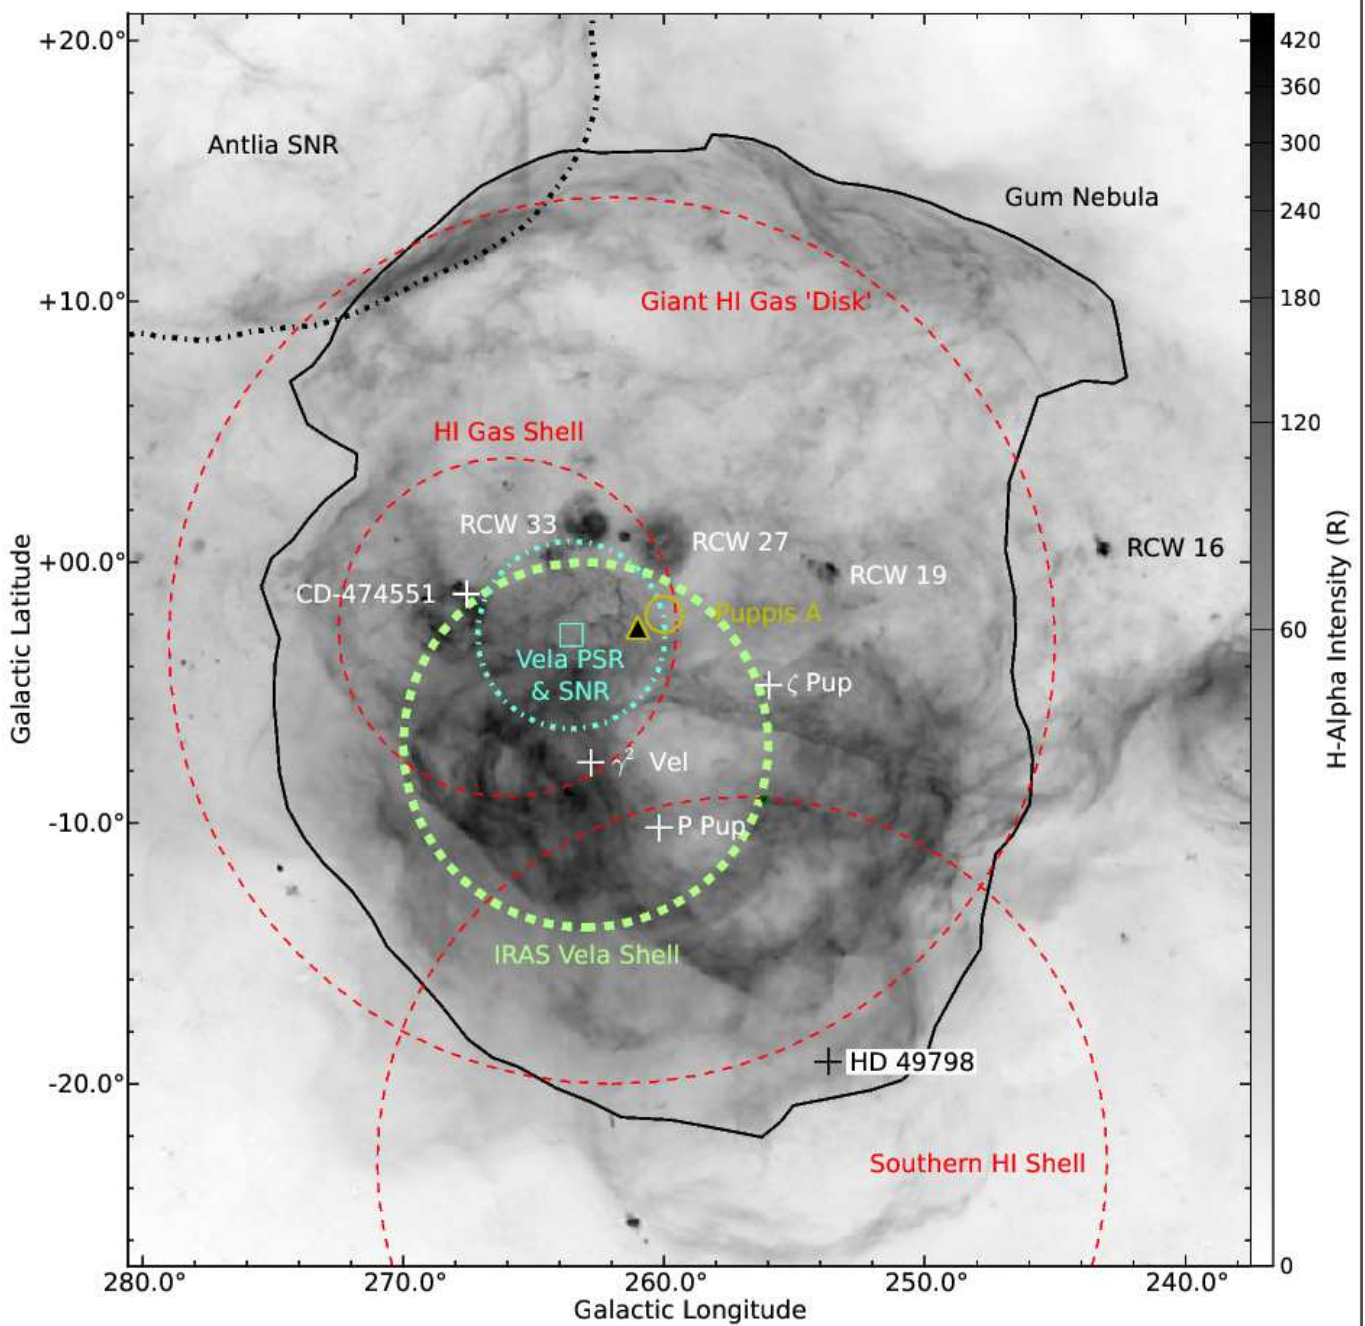 +20.0°
+10.0°
+00.0°
-10.0°
-20.0°
Galactic Latitude
280.0°
270.0°
260.0°
250.0°
240.0°
Galactic Longitude
420
360
300
240
180
120
60
0
H-Alpha Intensity (R)
Antlia SNR
Gum Nebula
Giant HI Gas 'Disk'
HI Gas Shell
RCW 33
RCW 27
RCW 16
RCW 19
CD-474551
Puppis A
Vela PSR
& SNR
ζ Pup
γ² Vel
P Pup
IRAS Vela Shell
HD 49798
Southern HI Shell